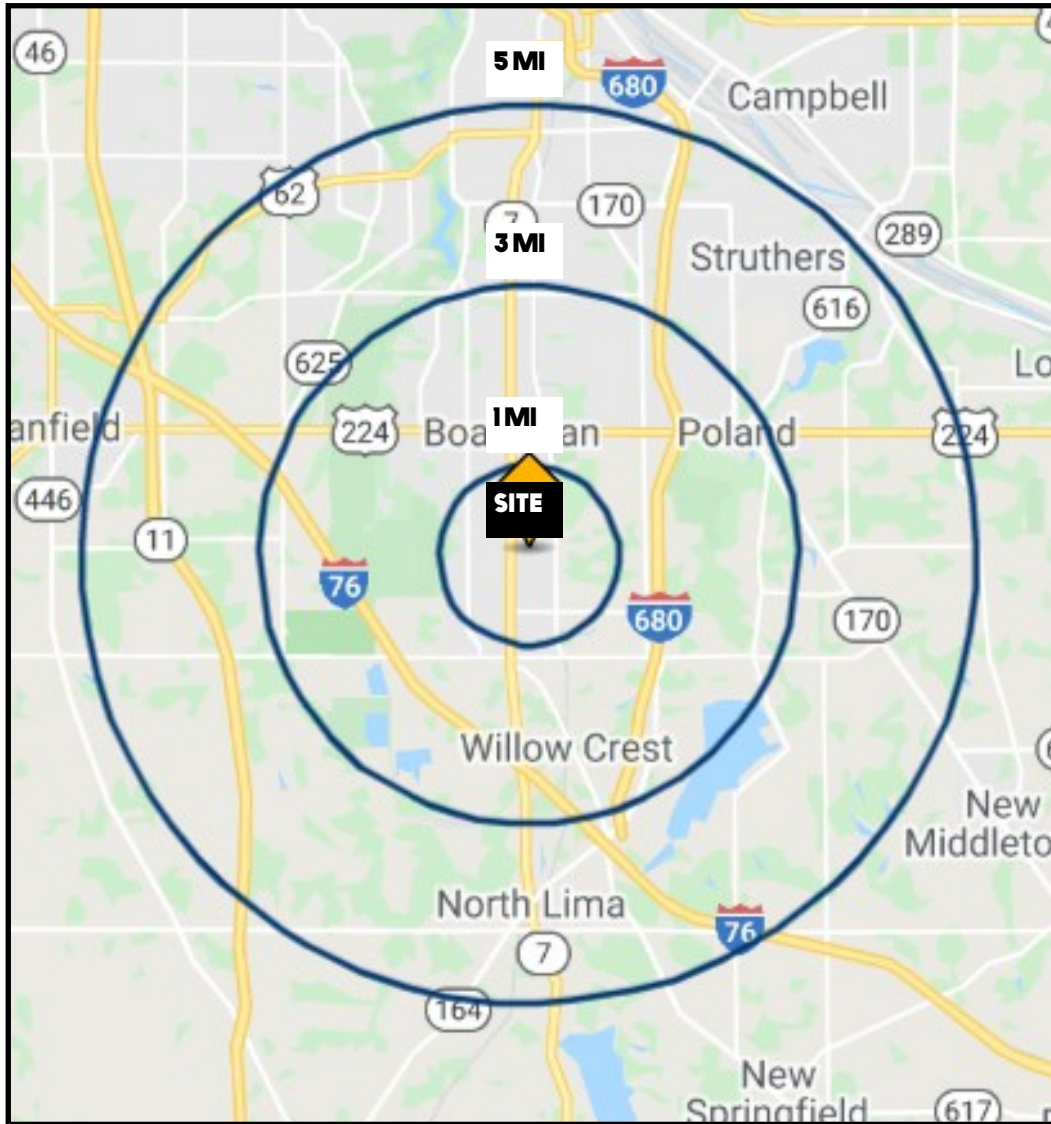 5 MI
680
46
Campbell
62
7
170
289
3 MI
Struthers
616
625
Lo
anfield
224
1 MI
Boa
an
Poland
224
446
SITE
11
76
680
170
Willow Crest
New
Middleto
North Lima
76
7
164
New
Springfield
617